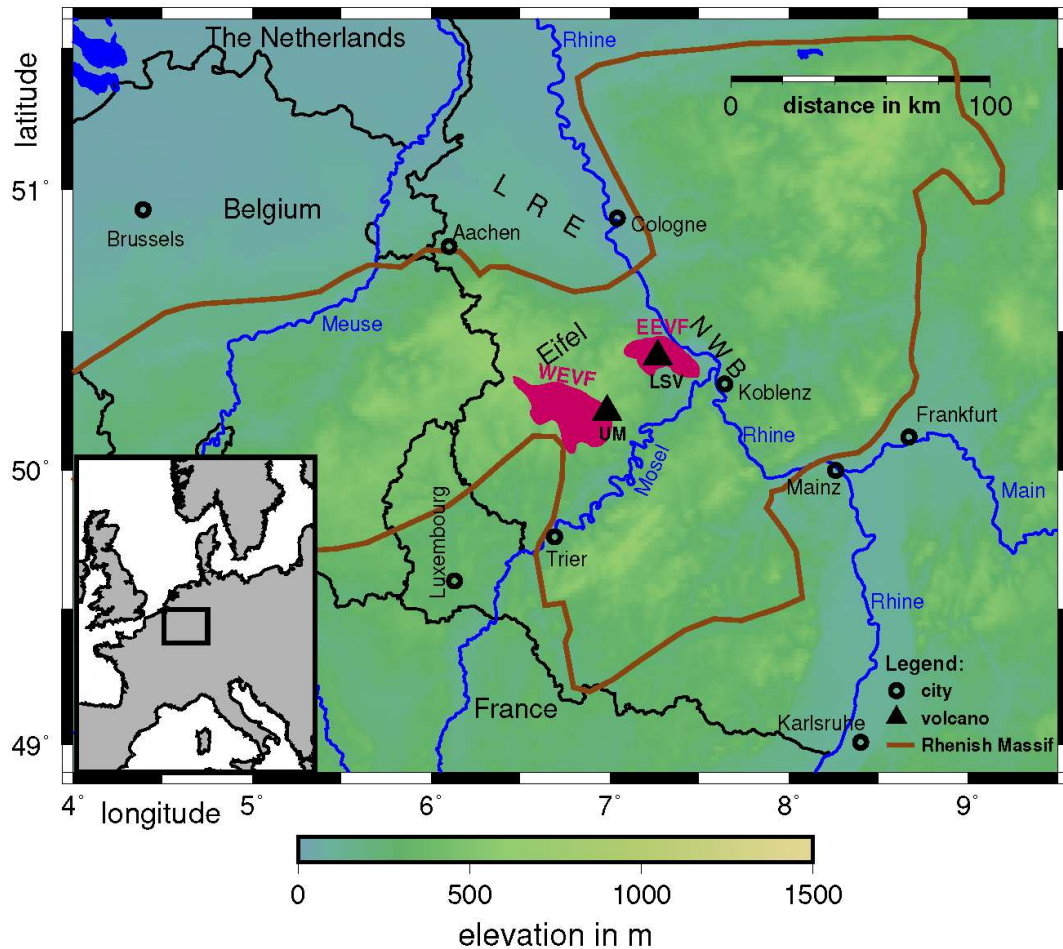 The Netherlands
Rhine
latitude
0
distance in km
100
51°
L R E
Belgium
Brussels
Aachen
Cologne
Meuse
EEVF
N W B
Eifel
WEVF
LSV
Koblenz
UM
Frankfurt
Rhine
50°
Mosel
Mainz
Main
Luxembourg
Trier
Rhine
Legend:
city
France
Karlsruhe
volcano
Rhenish Massif
49°
4°
longitude
5°
6°
7°
8°
9°
0
500
1000
1500
elevation in m